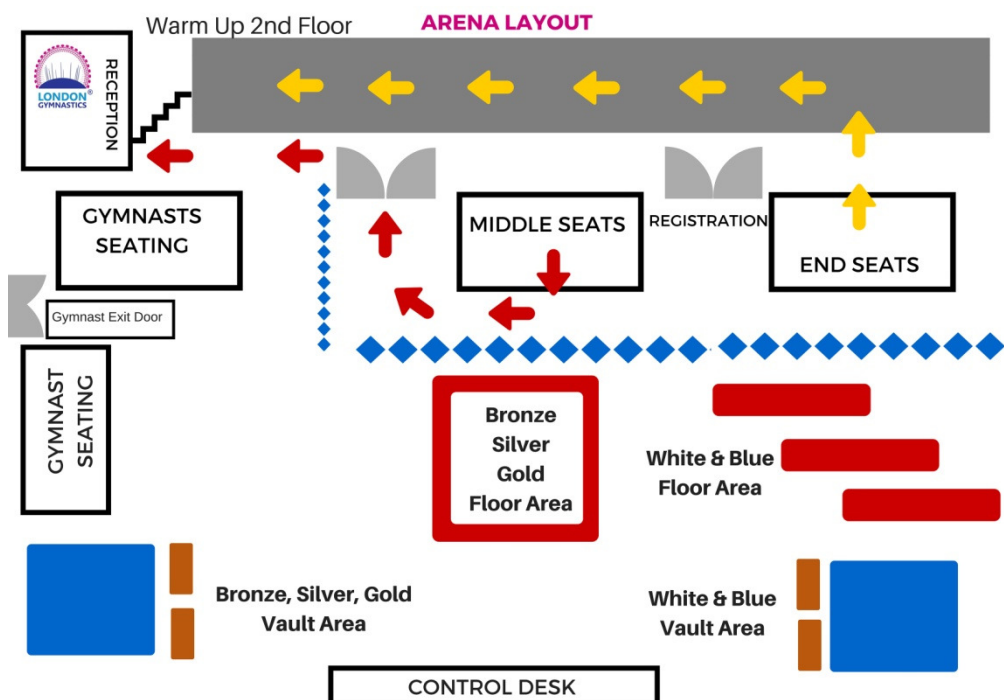 Warm Up 2nd Floor
ARENA LAYOUT
LONDON
GYMNASTICS®
RECEPTION
GYMNASTS
SEATING
MIDDLE SEATS
REGISTRATION
END SEATS
Gymnast Exit Door
GYMNAST
SEATING
Bronze
Silver
Gold
Floor Area
White & Blue
Floor Area
Bronze, Silver, Gold
Vault Area
White & Blue
Vault Area
CONTROL DESK